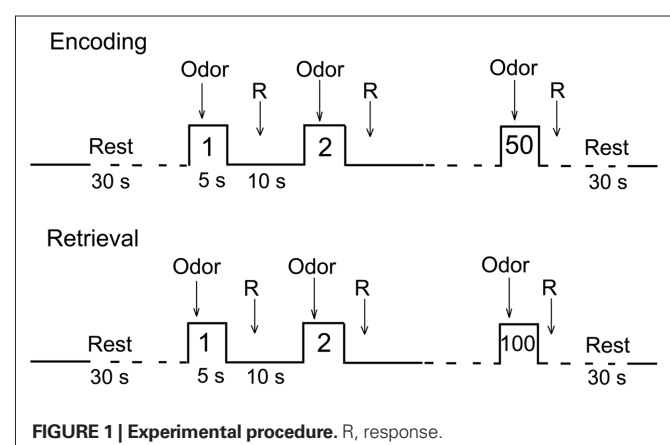 Encoding
Odor Odor Odor
R R R
Rest 1 2 50 Rest
30 s 5 s 10 s 30 s
Retrieval
Odor Odor Odor
R R R
Rest 1 2 100 Rest
30 s 5 s 10 s 30 s
FIGURE 1 | Experimental procedure. R, response.